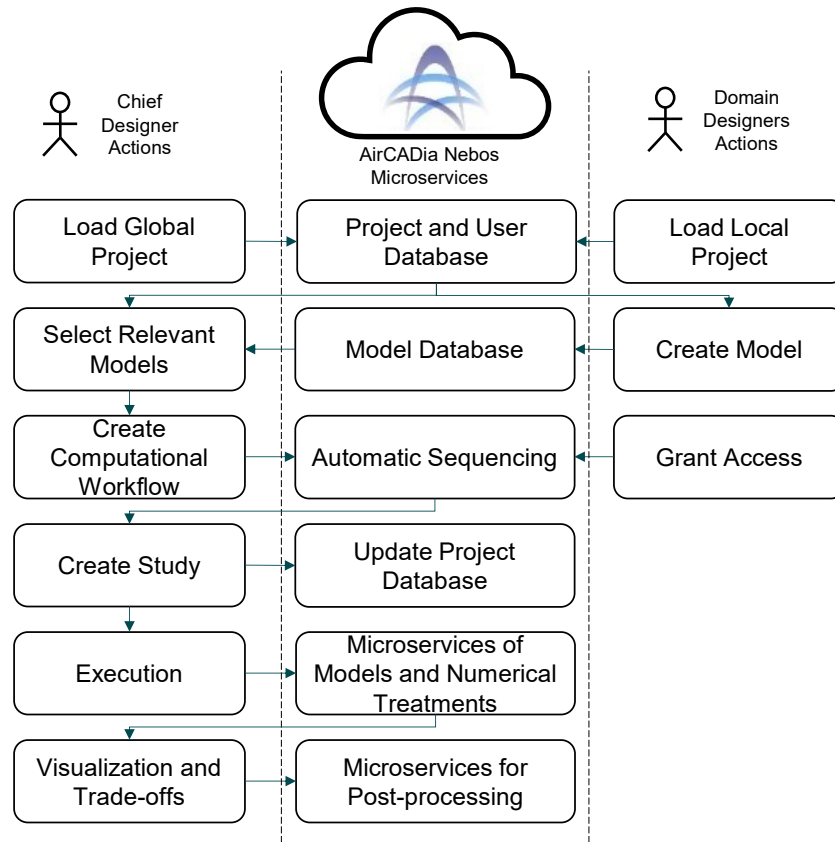 Chief
Designer
Actions
AirCADia Nebos
Microservices
Domain
Designers
Actions
Load Global
Project
Project and User
Database
Load Local
Project
Select Relevant
Models
Model Database
Create Model
Create
Computational
Workflow
Automatic Sequencing
Grant Access
Create Study
Update Project
Database
Execution
Microservices of
Models and Numerical
Treatments
Visualization and
Trade-offs
Microservices for
Post-processing